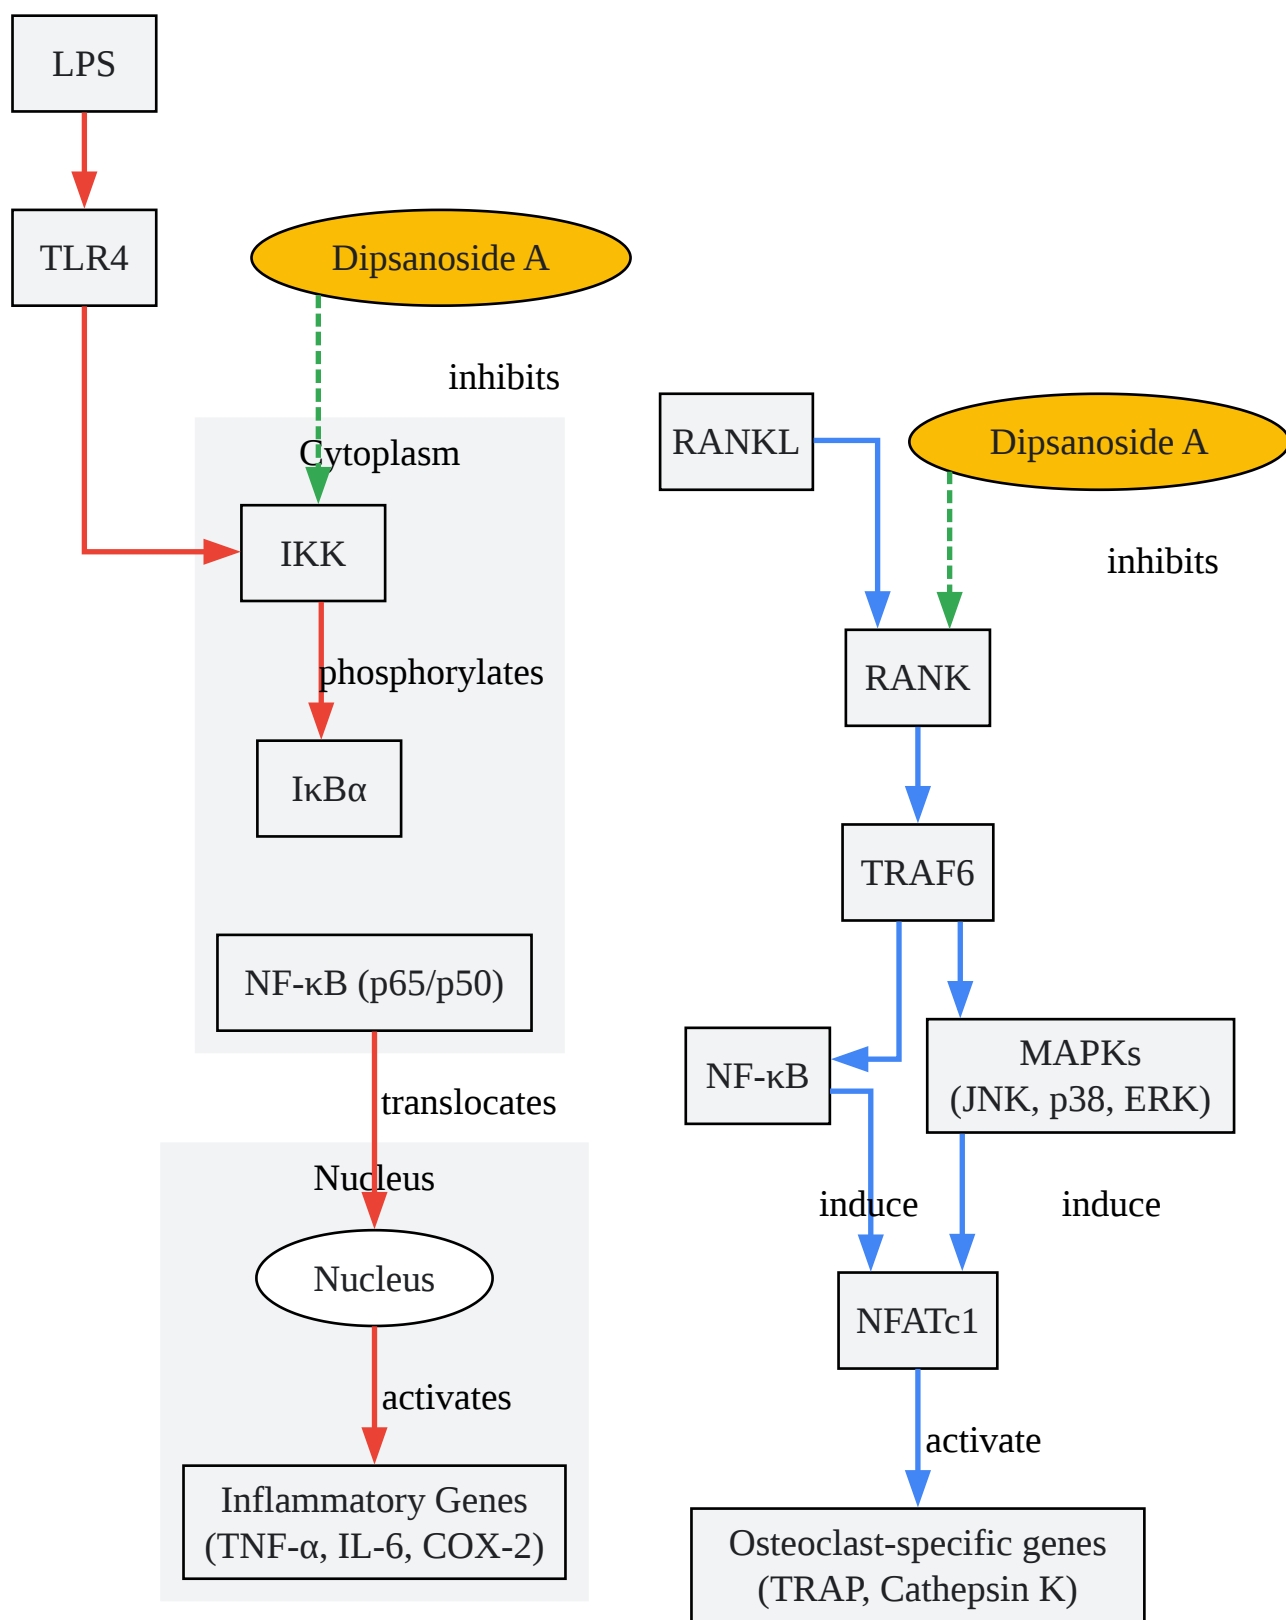 LPS
TLR4
Dipsanoside A
inhibits
Cytoplasm
IKK
phosphorylates
IκBα
NF-κB (p65/p50)
translocates
Nucleus
Nucleus
activates
Inflammatory Genes
(TNF-α, IL-6, COX-2)
RANKL
Dipsanoside A
inhibits
RANK
TRAF6
NF-κB
MAPKs
(JNK, p38, ERK)
induce
induce
NFATc1
activate
Osteoclast-specific genes
(TRAP, Cathepsin K)